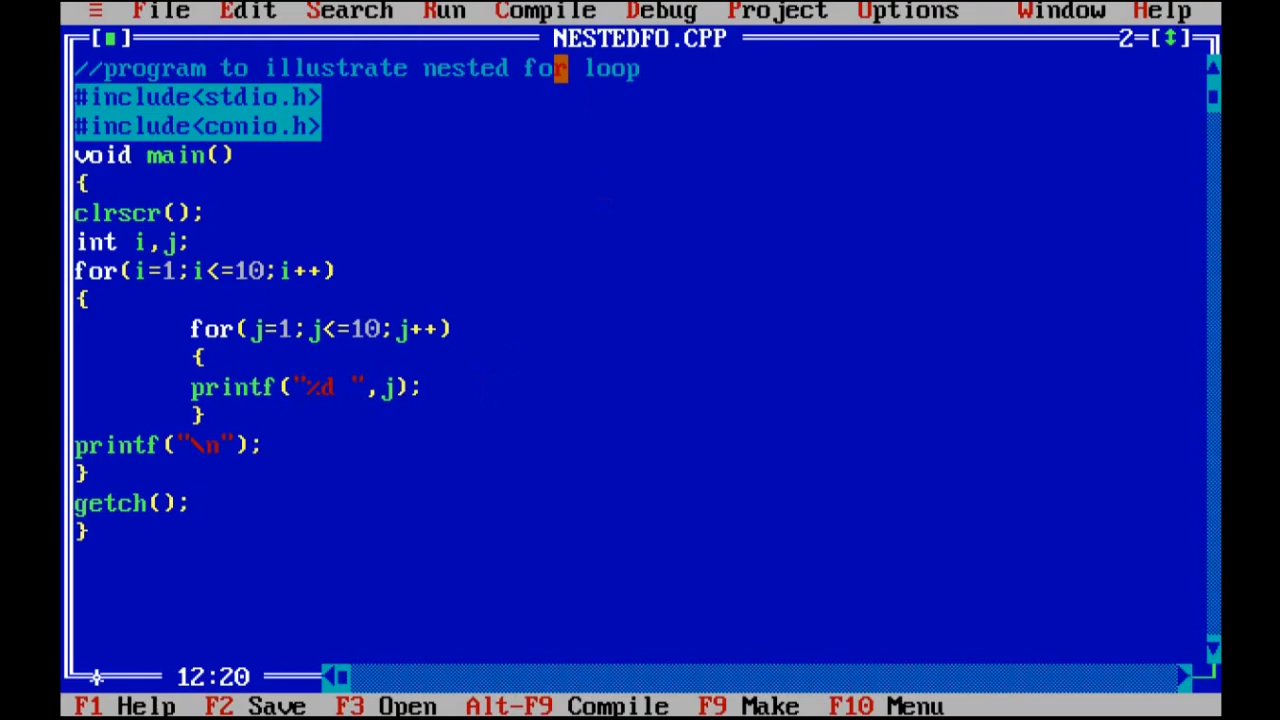 ≡ File Edit Search Run Compile Debug Project Options Window Help
[■] NESTEDFO.CPP 2=[↕]
//program to illustrate nested for loop
#include<stdio.h>
#include<conio.h>
void main()
{
clrscr();
int i,j;
for(i=1;i<=10;i++)
{
for(j=1;j<=10;j++)
{
printf("%d ",j);
}
printf("\n");
}
getch();
}
12:20
F1 Help F2 Save F3 Open Alt-F9 Compile F9 Make F10 Menu